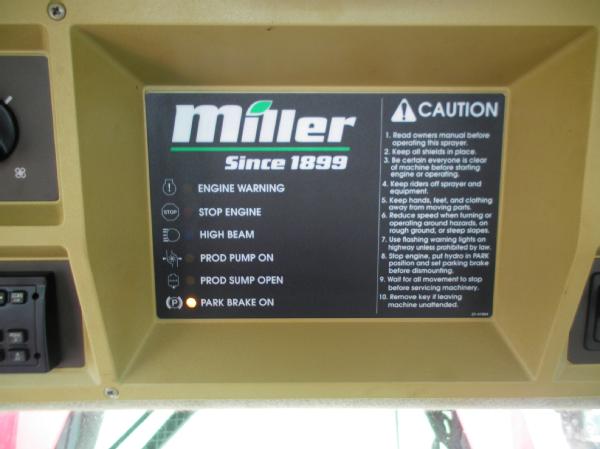 Miller
Since 1899
ENGINE WARNING
STOP
STOP ENGINE
HIGH BEAM
PROD PUMP ON
PROD SUMP OPEN
(P) PARK BRAKE ON
CAUTION
1. Read owners manual before
operating this sprayer.
2. Keep all shields in place.
3. Be certain everyone is clear
of machine before starting
engine or operating.
4. Keep riders off sprayer and
equipment.
5. Keep hands, feet, and clothing
away from moving parts.
6. Reduce speed when turning or
operating around hazards, on
rough ground, or steep slopes.
7. Use flashing warning lights on
highway unless prohibited by law.
8. Stop engine, put hydro in PARK
position and set parking brake
before dismounting.
9. Wait for all movement to stop
before servicing machinery.
10. Remove key if leaving
machine unattended.